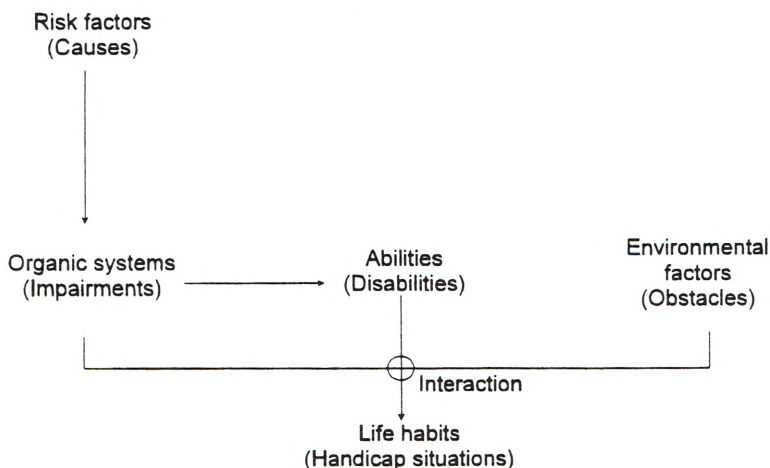 Risk factors
(Causes)
Organic systems
(Impairments)
Abilities
(Disabilities)
Environmental
factors
(Obstacles)
Interaction
Life habits
(Handicap situations)